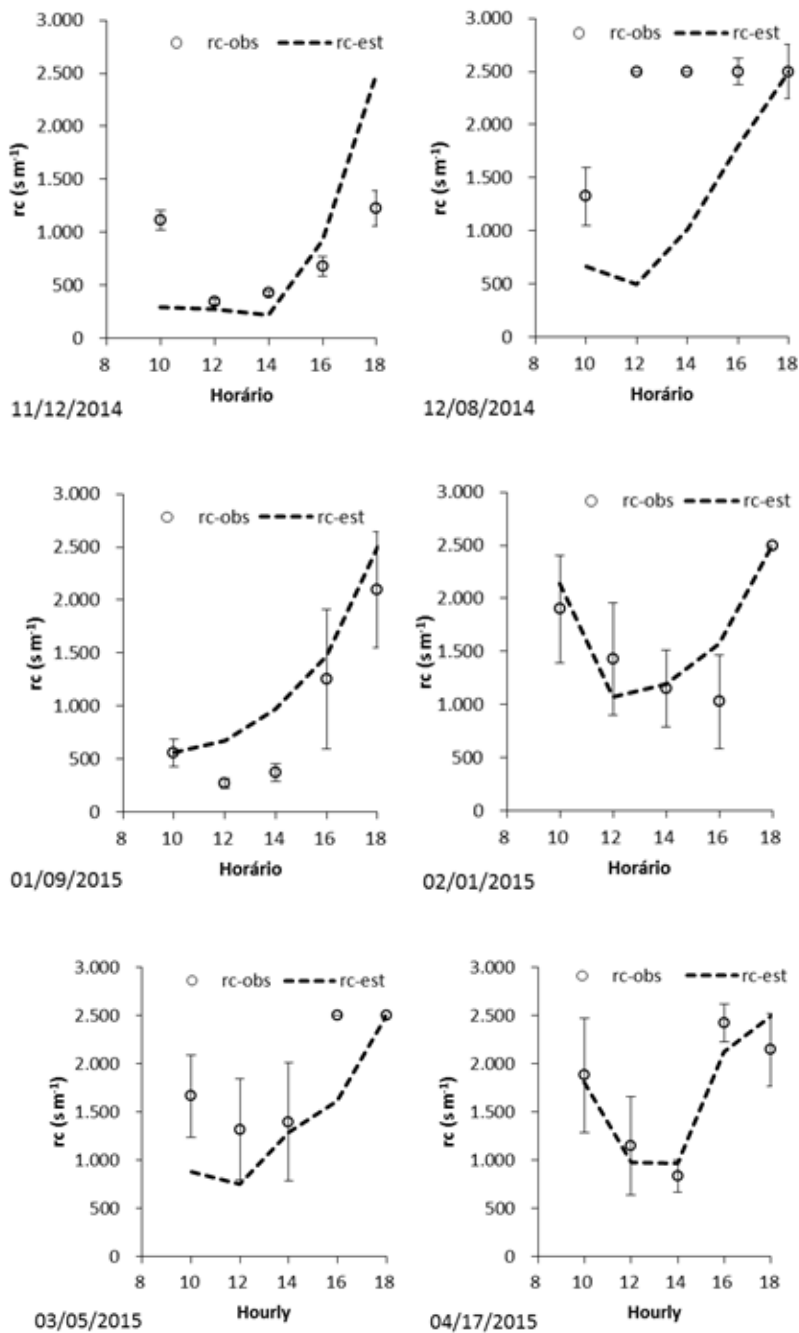 3.000
rc-obs rc-est
2.500
2.000
1.500
1.000
500
0
rc (s m⁻¹)
8 10 12 14 16 18
Horário
11/12/2014
3.000
rc-obs rc-est
2.500
2.000
1.500
1.000
500
0
rc (s m⁻¹)
8 10 12 14 16 18
Horário
12/08/2014
3.000
rc-obs rc-est
2.500
2.000
1.500
1.000
500
0
rc (s m⁻¹)
8 10 12 14 16 18
Horário
01/09/2015
3.000
rc-obs rc-est
2.500
2.000
1.500
1.000
500
0
rc (s m⁻¹)
8 10 12 14 16 18
Horário
02/01/2015
3.000
rc-obs rc-est
2.500
2.000
1.500
1.000
500
0
rc (s m⁻¹)
8 10 12 14 16 18
Hourly
03/05/2015
3.000
rc-obs rc-est
2.500
2.000
1.500
1.000
500
0
rc (s m⁻¹)
8 10 12 14 16 18
Hourly
04/17/2015